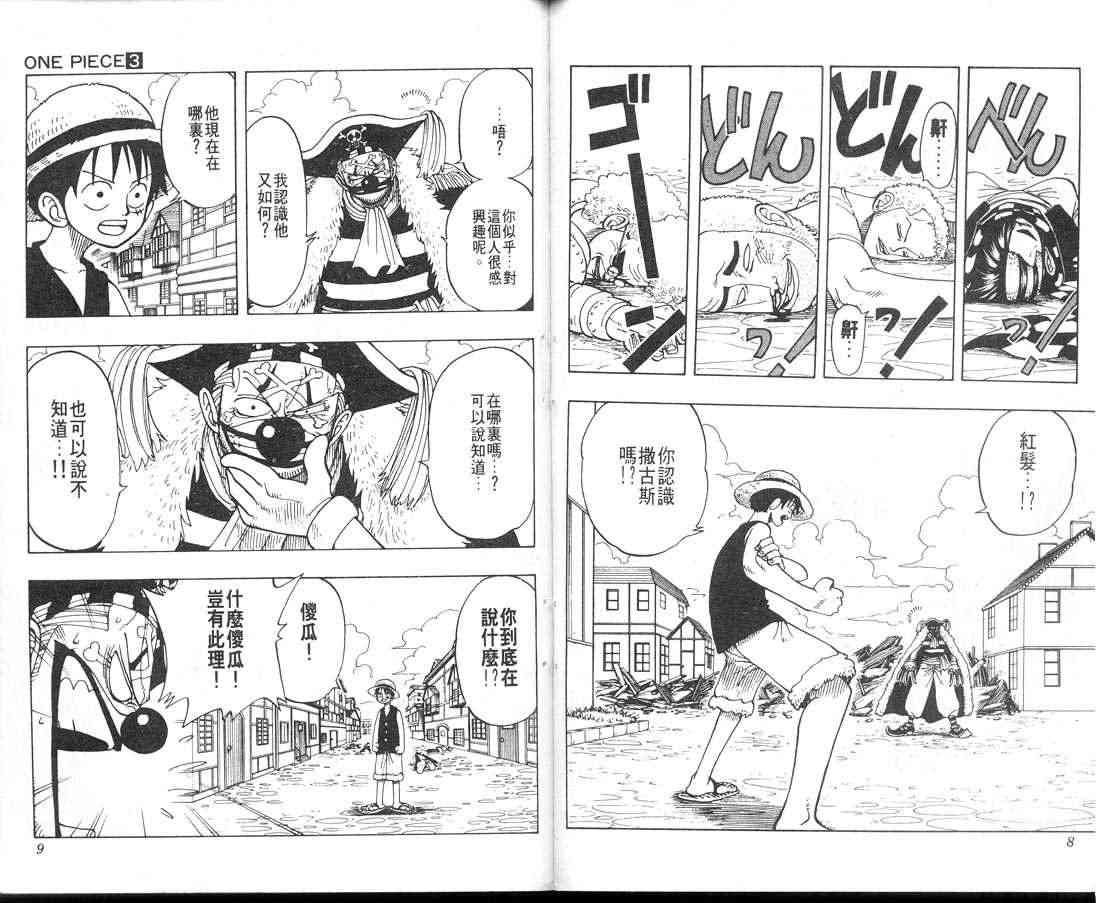 べん
っ!
どん
鼾……
鼾…
っ!
どん
っ!
ゴー
ン
紅髮…!?
你認識
撒古斯
嗎!?
8
ONE PIECE 3
…唔?
你似乎…對
這個人很感
興趣呢。
我認識他
又如何?
他現在在
哪裏?
在哪裏嗎…?
可以說知道…
也可以說不
知道…!!
你到底在
說什麼!?
傻瓜!
什麼傻瓜!
豈有此理!
9